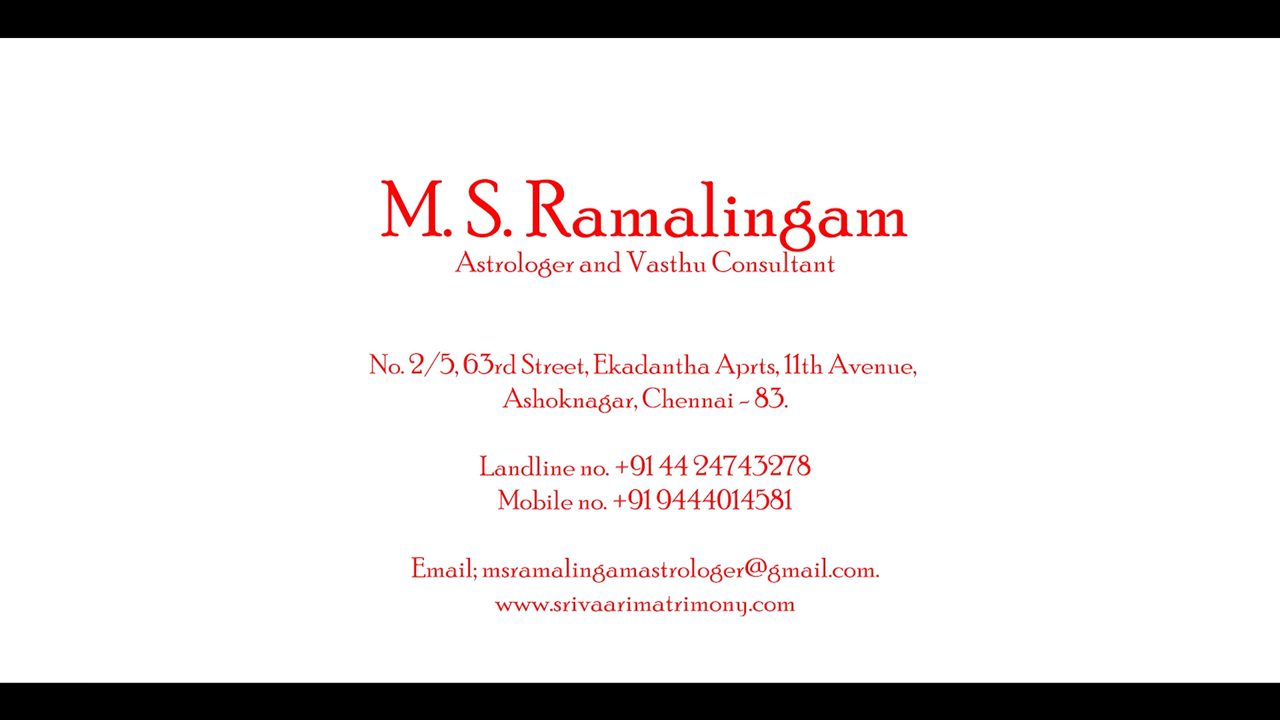 M. S. Ramalingam
Astrologer and Vasthu Consultant
No. 2/5, 63rd Street, Ekadantha Aprts, 11th Avenue,
Ashoknagar, Chennai - 83.
Landline no. +91 44 24743278
Mobile no. +91 9444014581
Email; msramalingamastrologer@gmail.com.
www.srivaarimatrimony.com